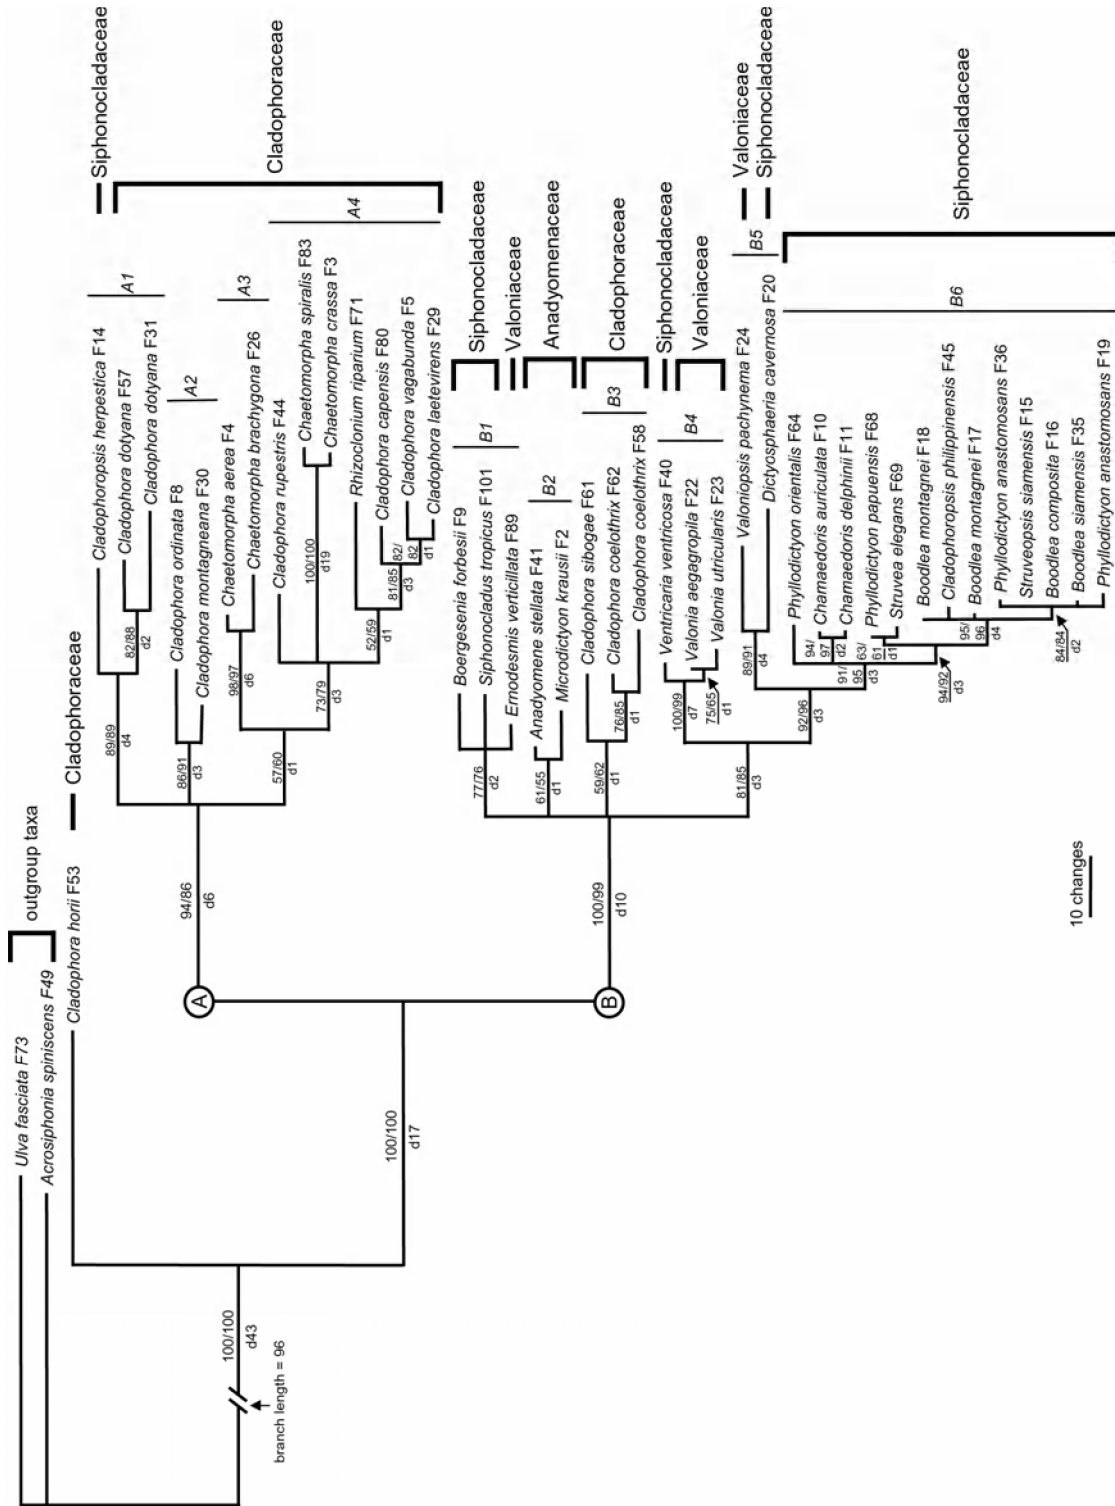 Ulva fasciata F73
Acrosiphonia spiniscens F49
outgroup taxa
Cladophora horii F53
Cladophoraceae
100/100
d43
branch length = 96
100/100
d17
A
94/86
d6
89/89
d4
Cladophoropsis herpestica F14
82/88
d2
Cladophora dotyana F57
Cladophora dotyana F31
A1
Siphonocladaceae
86/91
d3
Cladophora ordinata F8
Cladophora montagneana F30
A2
57/60
d1
98/97
d6
Chaetomorpha aerea F4
Chaetomorpha brachygona F26
A3
73/79
d3
Cladophora rupestris F44
100/100
d19
Chaetomorpha spiralis F83
Chaetomorpha crassa F3
52/59
d1
Rhizoclonium riparium F71
81/85
d3
Cladophora capensis F80
82/
82
d1
Cladophora vagabunda F5
Cladophora laetevirens F29
A4
Cladophoraceae
B
100/99
d10
77/76
d2
Boergesenia forbesii F9
Siphonocladus tropicus F101
Ernodesmis verticillata F89
B1
Siphonocladaceae
Valoniaceae
61/55
d1
Anadyomene stellata F41
Microdictyon krausii F2
B2
Anadyomenaceae
59/62
d1
Cladophora sibogae F61
76/85
d1
Cladophora coelothrix F62
Cladophora coelothrix F58
B3
Cladophoraceae
81/85
d3
100/99
d7
Ventricaria ventricosa F40
75/65
d1
Valonia aegagropila F22
Valonia utricularis F23
B4
Siphonocladaceae
Valoniaceae
92/96
d3
89/91
d4
Valoniopsis pachynema F24
Dictyosphaeria cavernosa F20
B5
Valoniaceae
Siphonocladaceae
91/
95
d3
Phyllodictyon orientalis F64
94/
97
d2
Chamaedoris auriculata F10
Chamaedoris delphinii F11
63/
61
d1
Phyllodictyon papuensis F68
Struvea elegans F69
94/92
d3
Boodlea montagnei F18
Cladophoropsis philippinensis F45
Boodlea montagnei F17
95/
96
d4
Phyllodictyon anastomosans F36
Struveopsis siamensis F15
Boodlea composita F16
Boodlea siamensis F35
Phyllodictyon anastomosans F19
84/84
d2
B6
Siphonocladaceae
10 changes